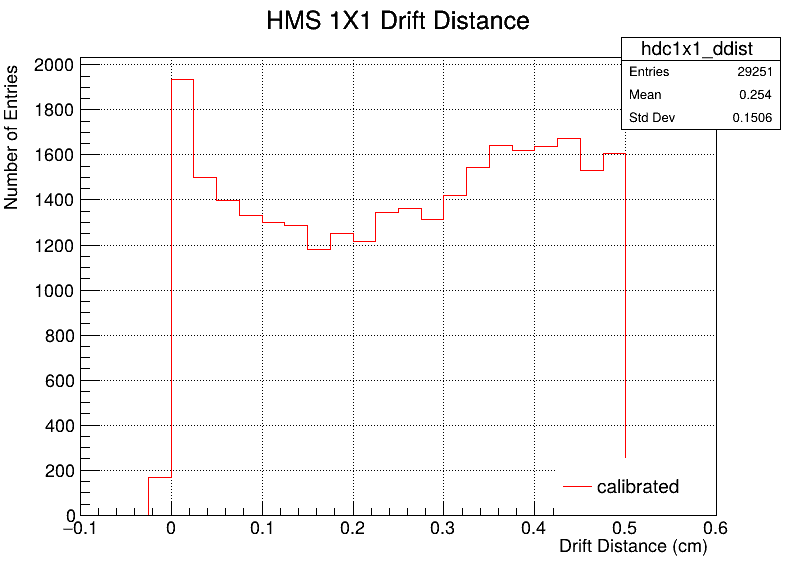 HMS 1X1 Drift Distance
hdc1x1_ddist
Entries 29251
Mean 0.254
Std Dev 0.1506
Number of Entries
2000
1800
1600
1400
1200
1000
800
600
400
200
0
−0.1 0 0.1 0.2 0.3 0.4 0.5 0.6
calibrated
Drift Distance (cm)